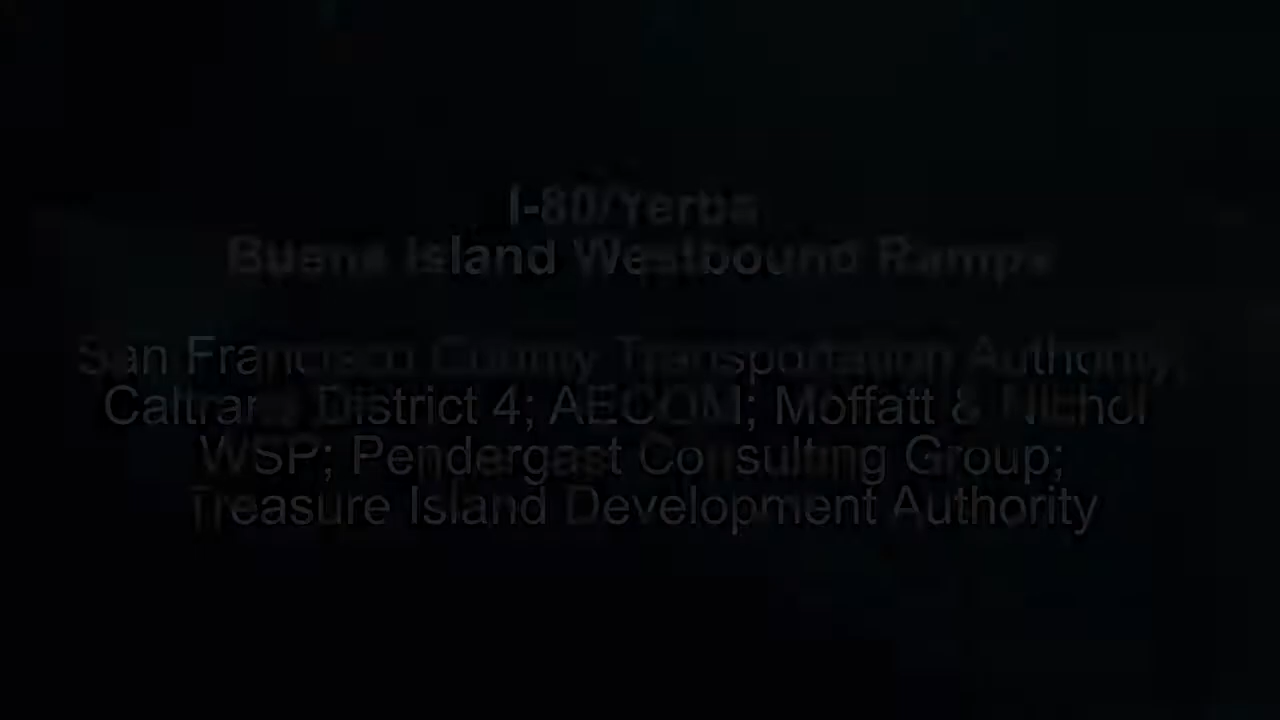 I-80/Yerba
Buena Island Westbound Ramps
San Francisco County Transportation Authority;
Caltrans District 4; AECOM; Moffatt & Nichol
WSP; Pendergast Consulting Group;
Treasure Island Development Authority